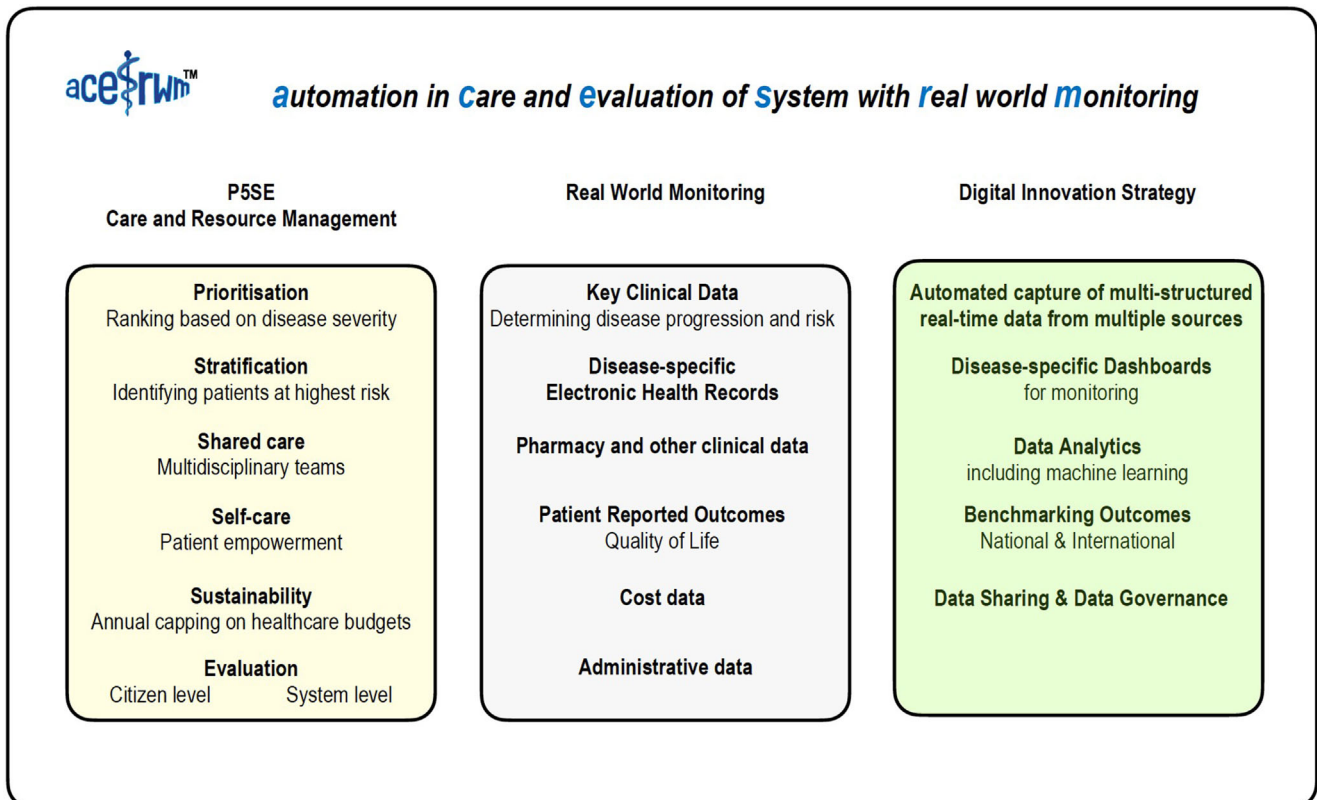 acesrwm™
automation in care and evaluation of system with real world monitoring
P5SE
Care and Resource Management
Prioritisation
Ranking based on disease severity
Stratification
Identifying patients at highest risk
Shared care
Multidisciplinary teams
Self-care
Patient empowerment
Sustainability
Annual capping on healthcare budgets
Evaluation
Citizen level System level
Real World Monitoring
Key Clinical Data
Determining disease progression and risk
Disease-specific
Electronic Health Records
Pharmacy and other clinical data
Patient Reported Outcomes
Quality of Life
Cost data
Administrative data
Digital Innovation Strategy
Automated capture of multi-structured
real-time data from multiple sources
Disease-specific Dashboards
for monitoring
Data Analytics
including machine learning
Benchmarking Outcomes
National & International
Data Sharing & Data Governance